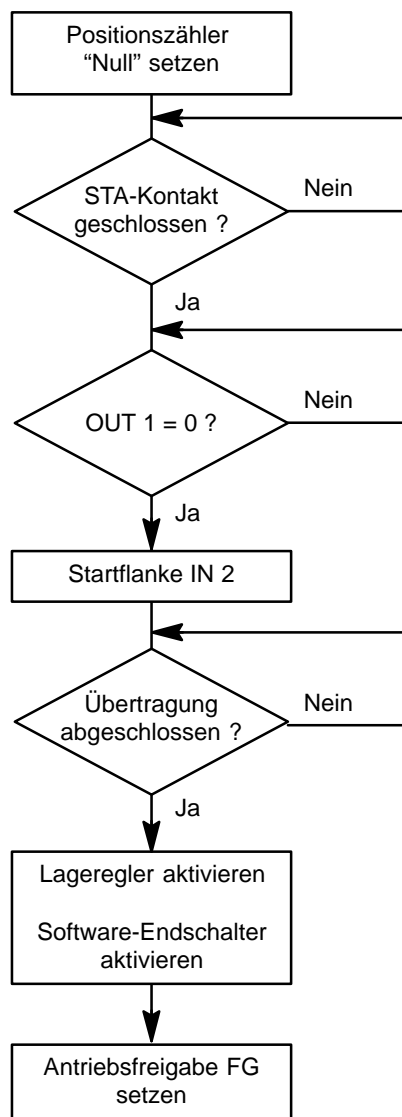 Positionszähler
“Null” setzen
STA-Kontakt
geschlossen ?
Nein
Ja
OUT 1 = 0 ?
Nein
Ja
Startflanke IN 2
Übertragung
abgeschlossen ?
Nein
Ja
Lageregler aktivieren
Software-Endschalter
aktivieren
Antriebsfreigabe FG
setzen